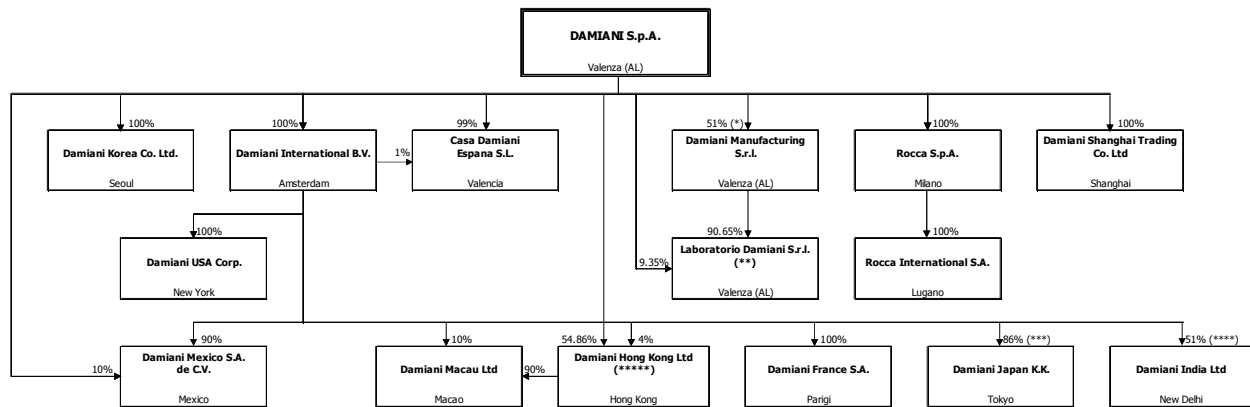 DAMIANI S.p.A.
Valenza (AL)
100%
100%
99%
51% (*)
100%
100%
Damiani Korea Co. Ltd.
Seoul
Damiani International B.V.
Amsterdam
1%
Casa Damiani
Espana S.L.
Valencia
Damiani Manufacturing
S.r.l.
Valenza (AL)
Rocca S.p.A.
Milano
Damiani Shanghai Trading
Co. Ltd
Shanghai
100%
90.65%
100%
Damiani USA Corp.
New York
9.35%
Laboratorio Damiani S.r.l.
(**)
Valenza (AL)
Rocca International S.A.
Lugano
90%
10%
54.86%
4%
100%
86% (***)
51% (****)
10%
Damiani Mexico S.A.
de C.V.
Mexico
Damiani Macau Ltd
Macao
90%
Damiani Hong Kong Ltd
(*****)
Hong Kong
Damiani France S.A.
Parigi
Damiani Japan K.K.
Tokyo
Damiani India Ltd
New Delhi